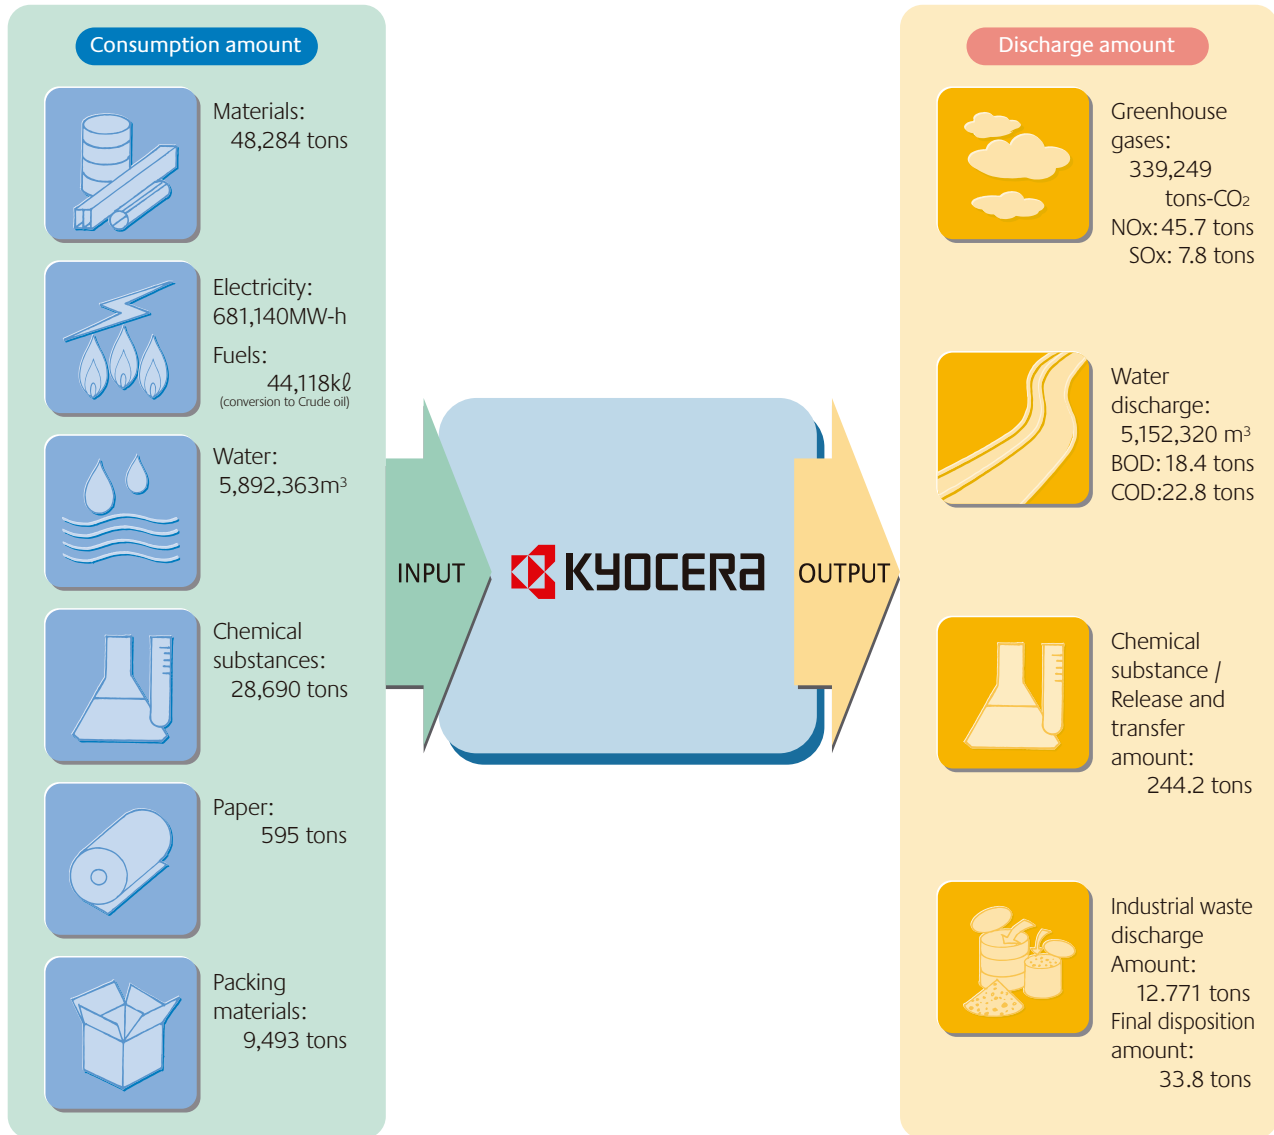 Consumption amount
Materials:
48,284 tons
Electricity:
681,140MW-h
Fuels:
44,118kℓ
(conversion to Crude oil)
Water:
5,892,363m³
Chemical
substances:
28,690 tons
Paper:
595 tons
Packing
materials:
9,493 tons
INPUT
KYOCERA
OUTPUT
Discharge amount
Greenhouse
gases:
339,249
tons-CO₂
NOx: 45.7 tons
SOx: 7.8 tons
Water
discharge:
5,152,320 m³
BOD: 18.4 tons
COD:22.8 tons
Chemical
substance /
Release and
transfer
amount:
244.2 tons
Industrial waste
discharge
Amount:
12.771 tons
Final disposition
amount:
33.8 tons